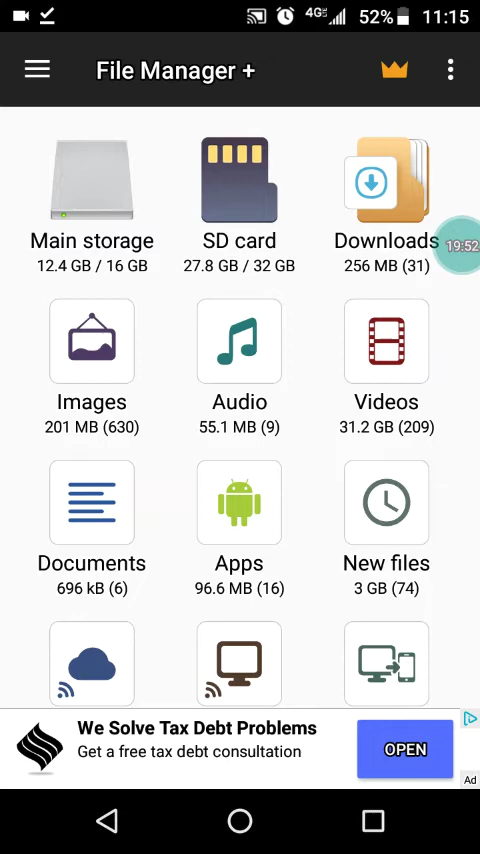 4G 52% 11:15
File Manager +
Main storage SD card Downloads
12.4 GB / 16 GB 27.8 GB / 32 GB 256 MB (31)
19:52
Images Audio Videos
201 MB (630) 55.1 MB (9) 31.2 GB (209)
Documents Apps New files
696 kB (6) 96.6 MB (16) 3 GB (74)
We Solve Tax Debt Problems
Get a free tax debt consultation
OPEN
Ad